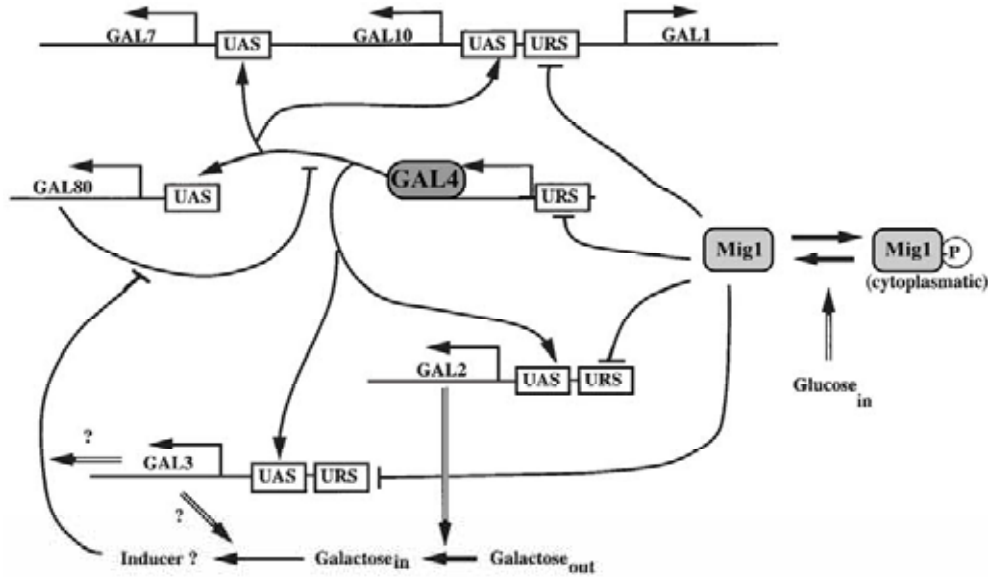 GAL7 UAS GAL10 UAS URS GAL1
GAL80 UAS GAL4 URS
Mig1 Mig1 P
(cytoplasmatic)
GAL2 UAS URS
Glucose in
?
GAL3 UAS URS
?
Inducer ? Galactose in Galactose out